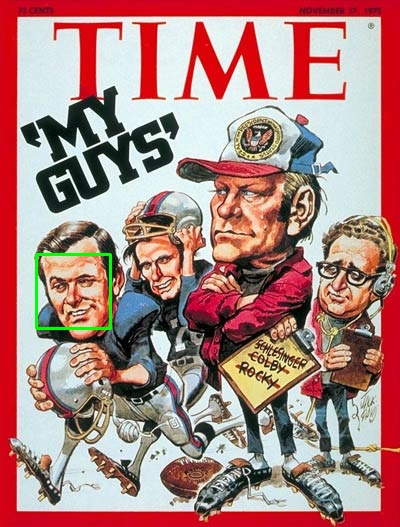 75 CENTS
NOVEMBER 17, 1975
TIME
®
'MY
GUYS'
SCHLESINGER
COLBY
ROCKY